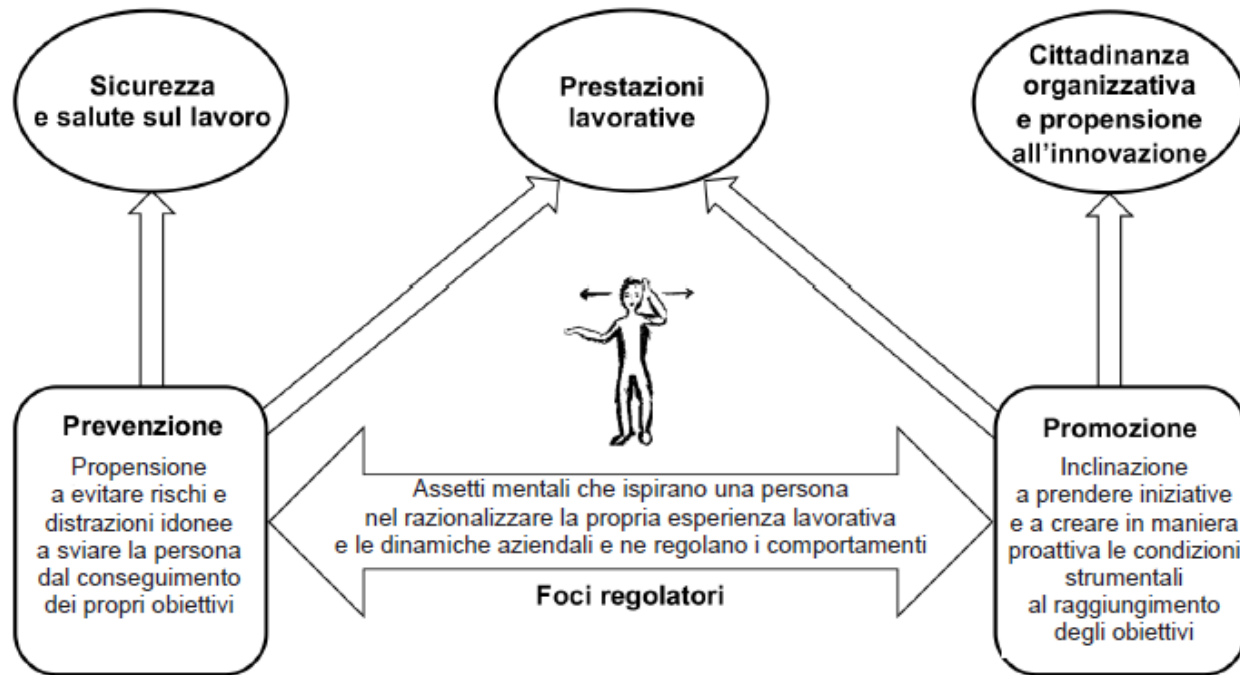 Sicurezza
e salute sul lavoro
Prestazioni
lavorative
Cittadinanza
organizzativa
e propensione
all'innovazione
Prevenzione
Propensione
a evitare rischi e
distrazioni idonee
a sviare la persona
dal conseguimento
dei propri obiettivi
Assetti mentali che ispirano una persona
nel razionalizzare la propria esperienza lavorativa
e le dinamiche aziendali e ne regolano i comportamenti
Foci regolatori
Promozione
Inclinazione
a prendere iniziative
e a creare in maniera
proattiva le condizioni
strumentali
al raggiungimento
degli obiettivi